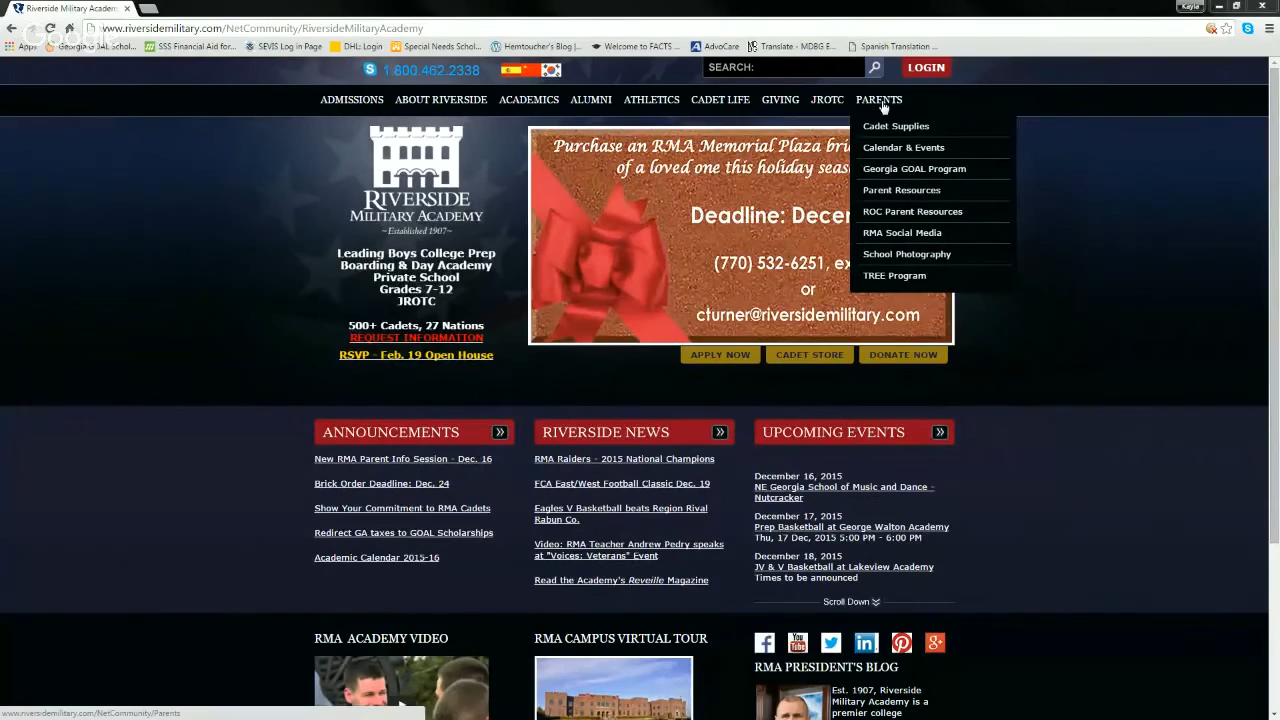 Riverside Military Academy
Kayla
www.riversidemilitary.com/NetCommunity/RiversideMilitaryAcademy
Apps
SSS Financial Aid for...
SEVIS Log in Page
DHL: Login
Special Needs Schol...
Hemtoucher's Blog |...
Welcome to FACTS ...
AdvoCare
Translate - MDBG E...
Spanish Translation ...
1.800.462.2338
SEARCH:
LOGIN
ADMISSIONS ABOUT RIVERSIDE ACADEMICS ALUMNI ATHLETICS CADET LIFE GIVING JROTC PARENTS
Cadet Supplies
Calendar & Events
Georgia GOAL Program
Parent Resources
ROC Parent Resources
RMA Social Media
School Photography
TREE Program
RIVERSIDE
MILITARY ACADEMY
~Established 1907~
Leading Boys College Prep
Boarding & Day Academy
Private School
Grades 7-12
JROTC
500+ Cadets, 27 Nations
REQUEST INFORMATION
RSVP - Feb. 19 Open House
Purchase an RMA Memorial Plaza bri
of a loved one this holiday seas
Deadline: Decem
(770) 532-6251, ex
or
cturner@riversidemilitary.com
APPLY NOW
CADET STORE
DONATE NOW
ANNOUNCEMENTS
New RMA Parent Info Session - Dec. 16
Brick Order Deadline: Dec. 24
Show Your Commitment to RMA Cadets
Redirect GA taxes to GOAL Scholarships
Academic Calendar 2015-16
RIVERSIDE NEWS
RMA Raiders - 2015 National Champions
FCA East/West Football Classic Dec. 19
Eagles V Basketball beats Region Rival
Rabun Co.
Video: RMA Teacher Andrew Pedry speaks
at "Voices: Veterans" Event
Read the Academy's Reveille Magazine
UPCOMING EVENTS
December 16, 2015
NE Georgia School of Music and Dance -
Nutcracker
December 17, 2015
Prep Basketball at George Walton Academy
Thu, 17 Dec, 2015 5:00 PM - 6:00 PM
December 18, 2015
JV & V Basketball at Lakeview Academy
Times to be announced
Scroll Down
RMA ACADEMY VIDEO
RMA CAMPUS VIRTUAL TOUR
f
You
Tube
in
g+
RMA PRESIDENT'S BLOG
Est. 1907, Riverside
Military Academy is a
premier college
www.riversidemilitary.com/NetCommunity/Parents